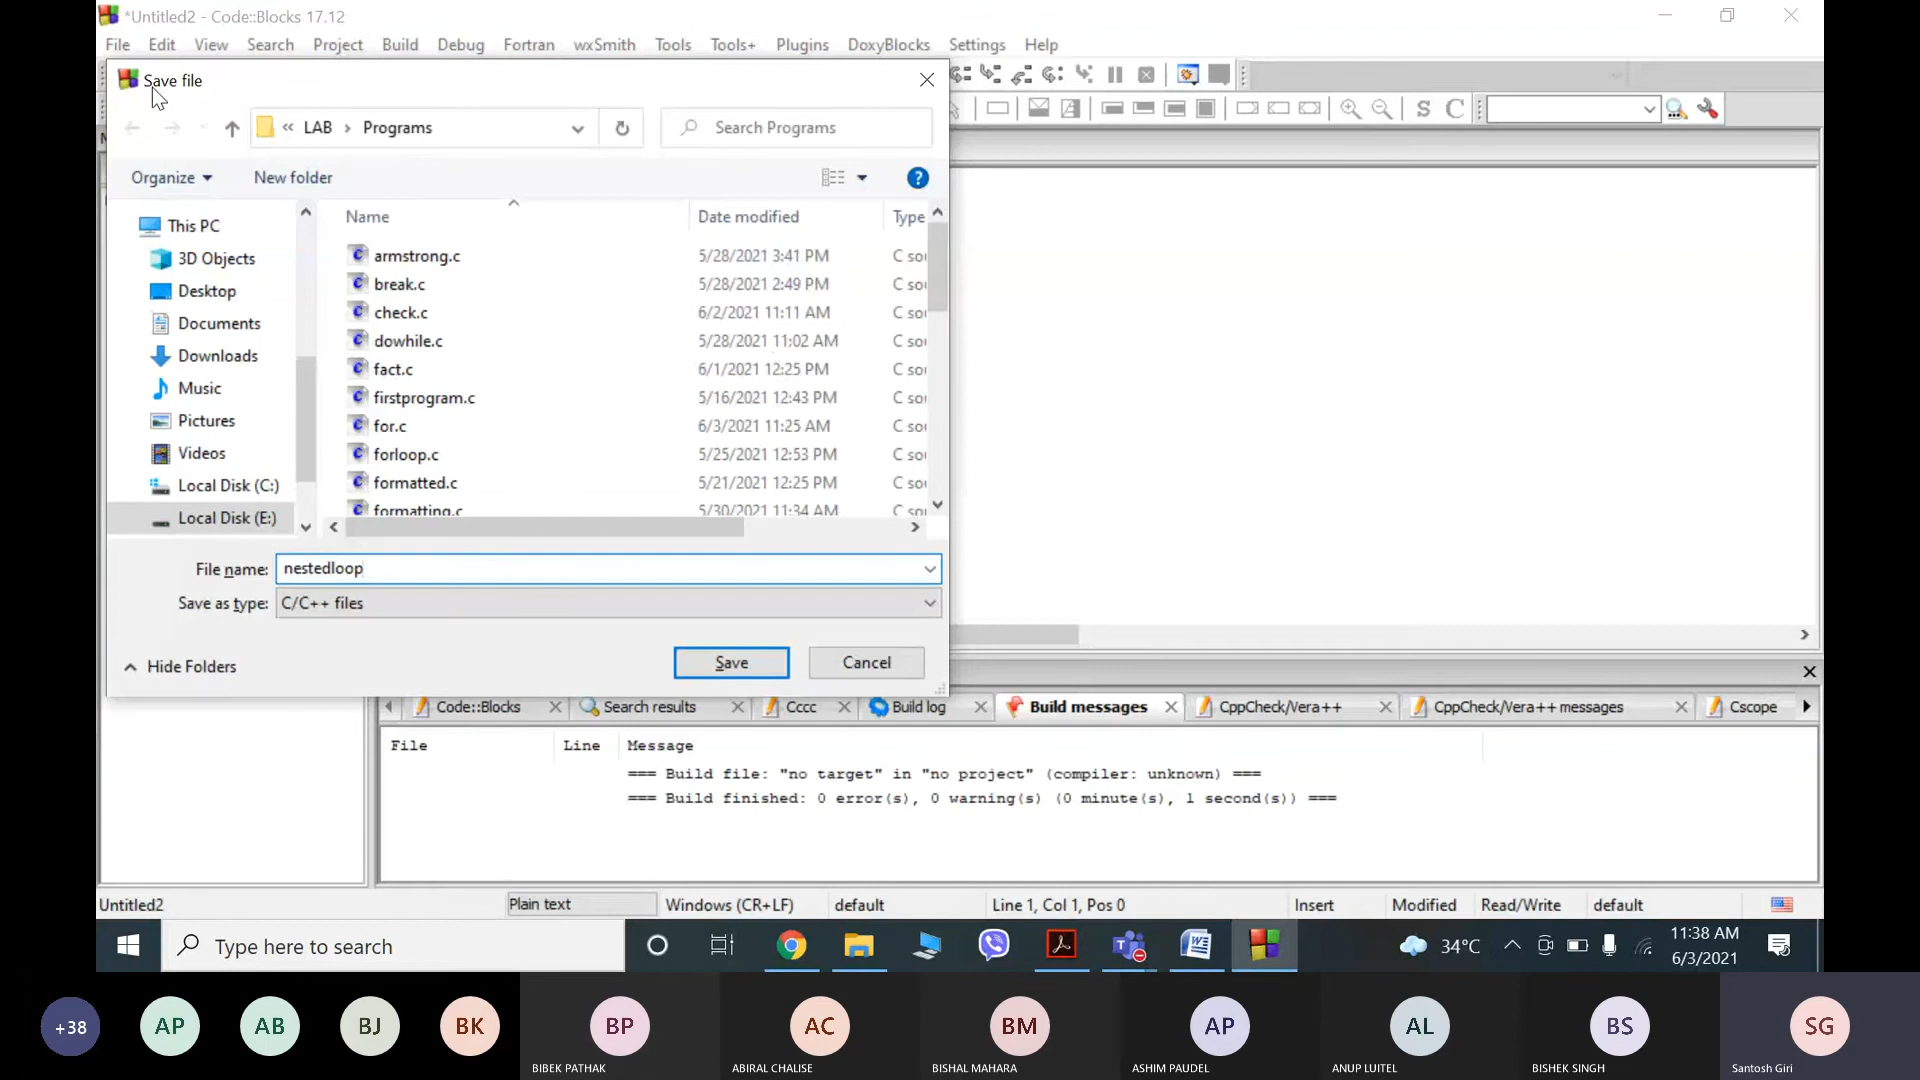 *Untitled2 - Code::Blocks 17.12
File Edit View Search Project Build Debug Fortran wxSmith Tools Tools+ Plugins DoxyBlocks Settings Help
Save file
« LAB › Programs
Search Programs
Organize New folder
This PC
3D Objects
Desktop
Documents
Downloads
Music
Pictures
Videos
Local Disk (C:)
Local Disk (E:)
Name Date modified Type
armstrong.c 5/28/2021 3:41 PM C
break.c 5/28/2021 2:49 PM C
check.c 6/2/2021 11:11 AM C
dowhile.c 5/28/2021 11:02 AM C
fact.c 6/1/2021 12:25 PM C
firstprogram.c 5/16/2021 12:43 PM C
for.c 6/3/2021 11:25 AM C
forloop.c 5/25/2021 12:53 PM C
formatted.c 5/21/2021 12:25 PM C
formatting.c 5/30/2021 11:34 AM C
File name: nestedloop
Save as type: C/C++ files
Hide Folders Save Cancel
S C
Code::Blocks Search results Cccc Build log Build messages CppCheck/Vera++ CppCheck/Vera++ messages Cscope
File Line Message
=== Build file: "no target" in "no project" (compiler: unknown) ===
=== Build finished: 0 error(s), 0 warning(s) (0 minute(s), 1 second(s)) ===
Untitled2 Plain text Windows (CR+LF) default Line 1, Col 1, Pos 0 Insert Modified Read/Write default
Type here to search
34°C
11:38 AM
6/3/2021
+38 AP AB BJ BK BP AC BM AP AL BS SG
BIBEK PATHAK ABIRAL CHALISE BISHAL MAHARA ASHIM PAUDEL ANUP LUITEL BISHEK SINGH Santosh Giri